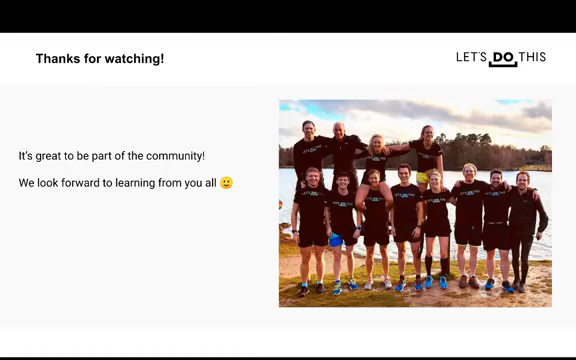 Thanks for watching!
LET'S DO THIS
It's great to be part of the community!
We look forward to learning from you all 🙂